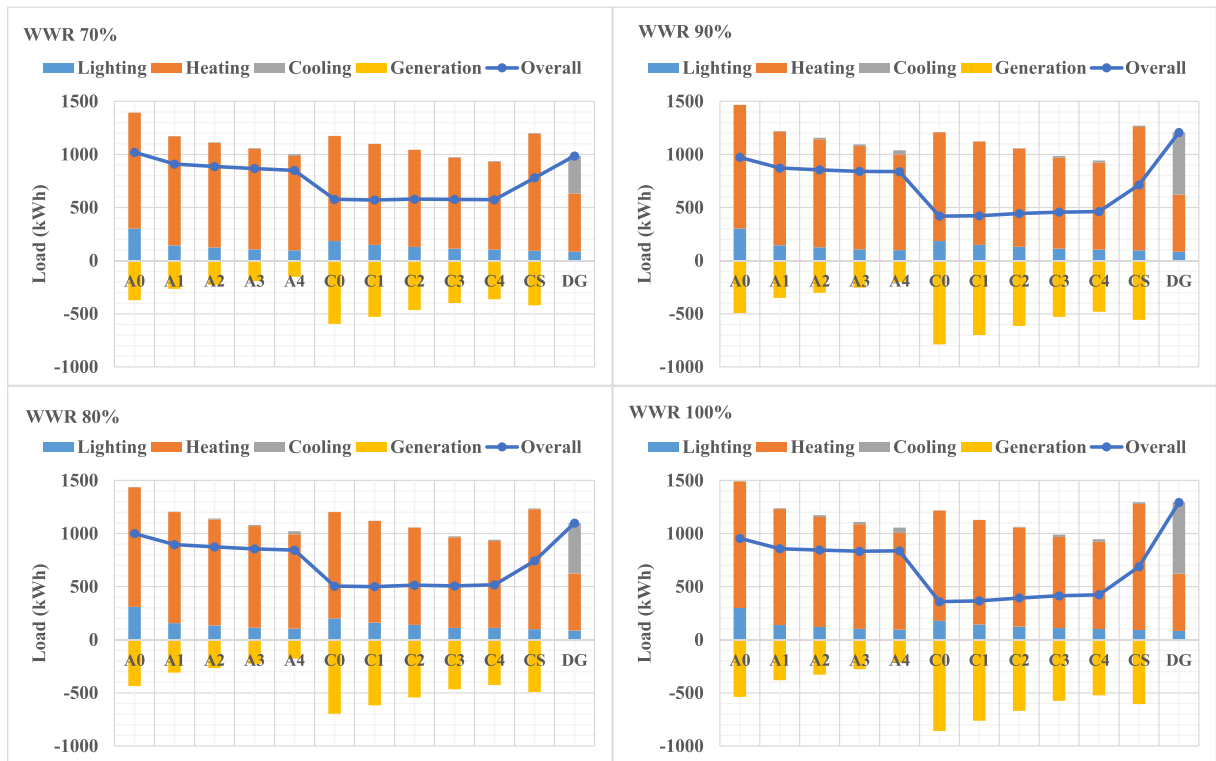 WWR 70%
Lighting Heating Cooling Generation Overall
Load (kWh)
1500
1000
500
0
-500
-1000
A0 A1 A2 A3 A4 C0 C1 C2 C3 C4 CS DG
WWR 90%
Lighting Heating Cooling Generation Overall
Load (kWh)
1500
1000
500
0
-500
-1000
A0 A1 A2 A3 A4 C0 C1 C2 C3 C4 CS DG
WWR 80%
Lighting Heating Cooling Generation Overall
Load (kWh)
1500
1000
500
0
-500
-1000
A0 A1 A2 A3 A4 C0 C1 C2 C3 C4 CS DG
WWR 100%
Lighting Heating Cooling Generation Overall
Load (kWh)
1500
1000
500
0
-500
-1000
A0 A1 A2 A3 A4 C0 C1 C2 C3 C4 CS DG